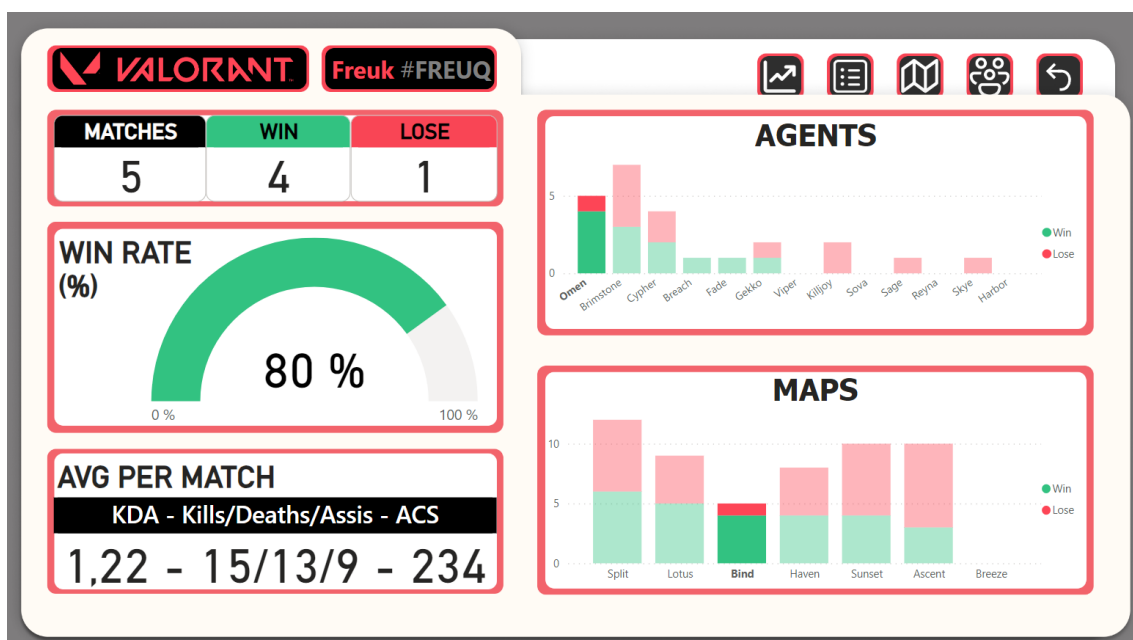 VALORANT
Freuk #FREUQ
MATCHES WIN LOSE
5 4 1
WIN RATE
(%)
80 %
0 % 100 %
AVG PER MATCH
KDA - Kills/Deaths/Assis - ACS
1,22 - 15/13/9 - 234
AGENTS
5
0
Win
Lose
Omen Brimstone Cypher Breach Fade Gekko Viper Killjoy Sova Sage Reyna Skye Harbor
MAPS
10
5
0
Win
Lose
Split Lotus Bind Haven Sunset Ascent Breeze